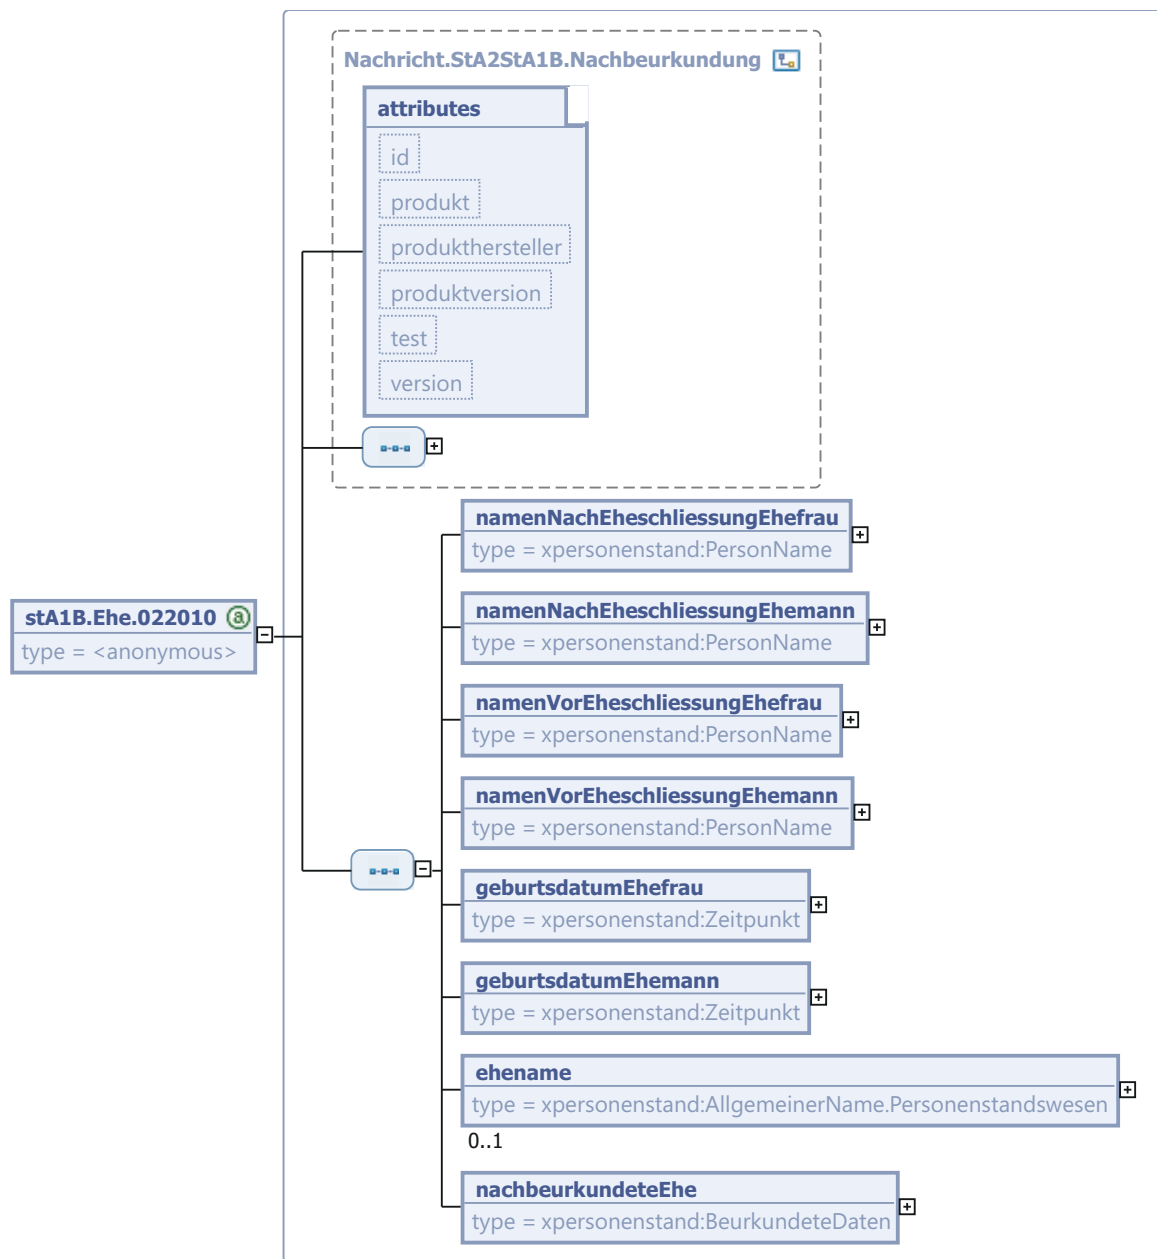 Nachricht.StA2StA1B.Nachbeurkundung
attributes
id
produkt
produkthersteller
produktversion
test
version
namenNachEheschliessungEhefrau
type = xpersonenstand:PersonName
namenNachEheschliessungEhemann
type = xpersonenstand:PersonName
stA1B.Ehe.022010 a
type = <anonymous>
namenVorEheschliessungEhefrau
type = xpersonenstand:PersonName
namenVorEheschliessungEhemann
type = xpersonenstand:PersonName
geburtsdatumEhefrau
type = xpersonenstand:Zeitpunkt
geburtsdatumEhemann
type = xpersonenstand:Zeitpunkt
ehename
type = xpersonenstand:AllgemeinerName.Personenstandswesen
0..1
nachbeurkundeteEhe
type = xpersonenstand:BeurkundeteDaten